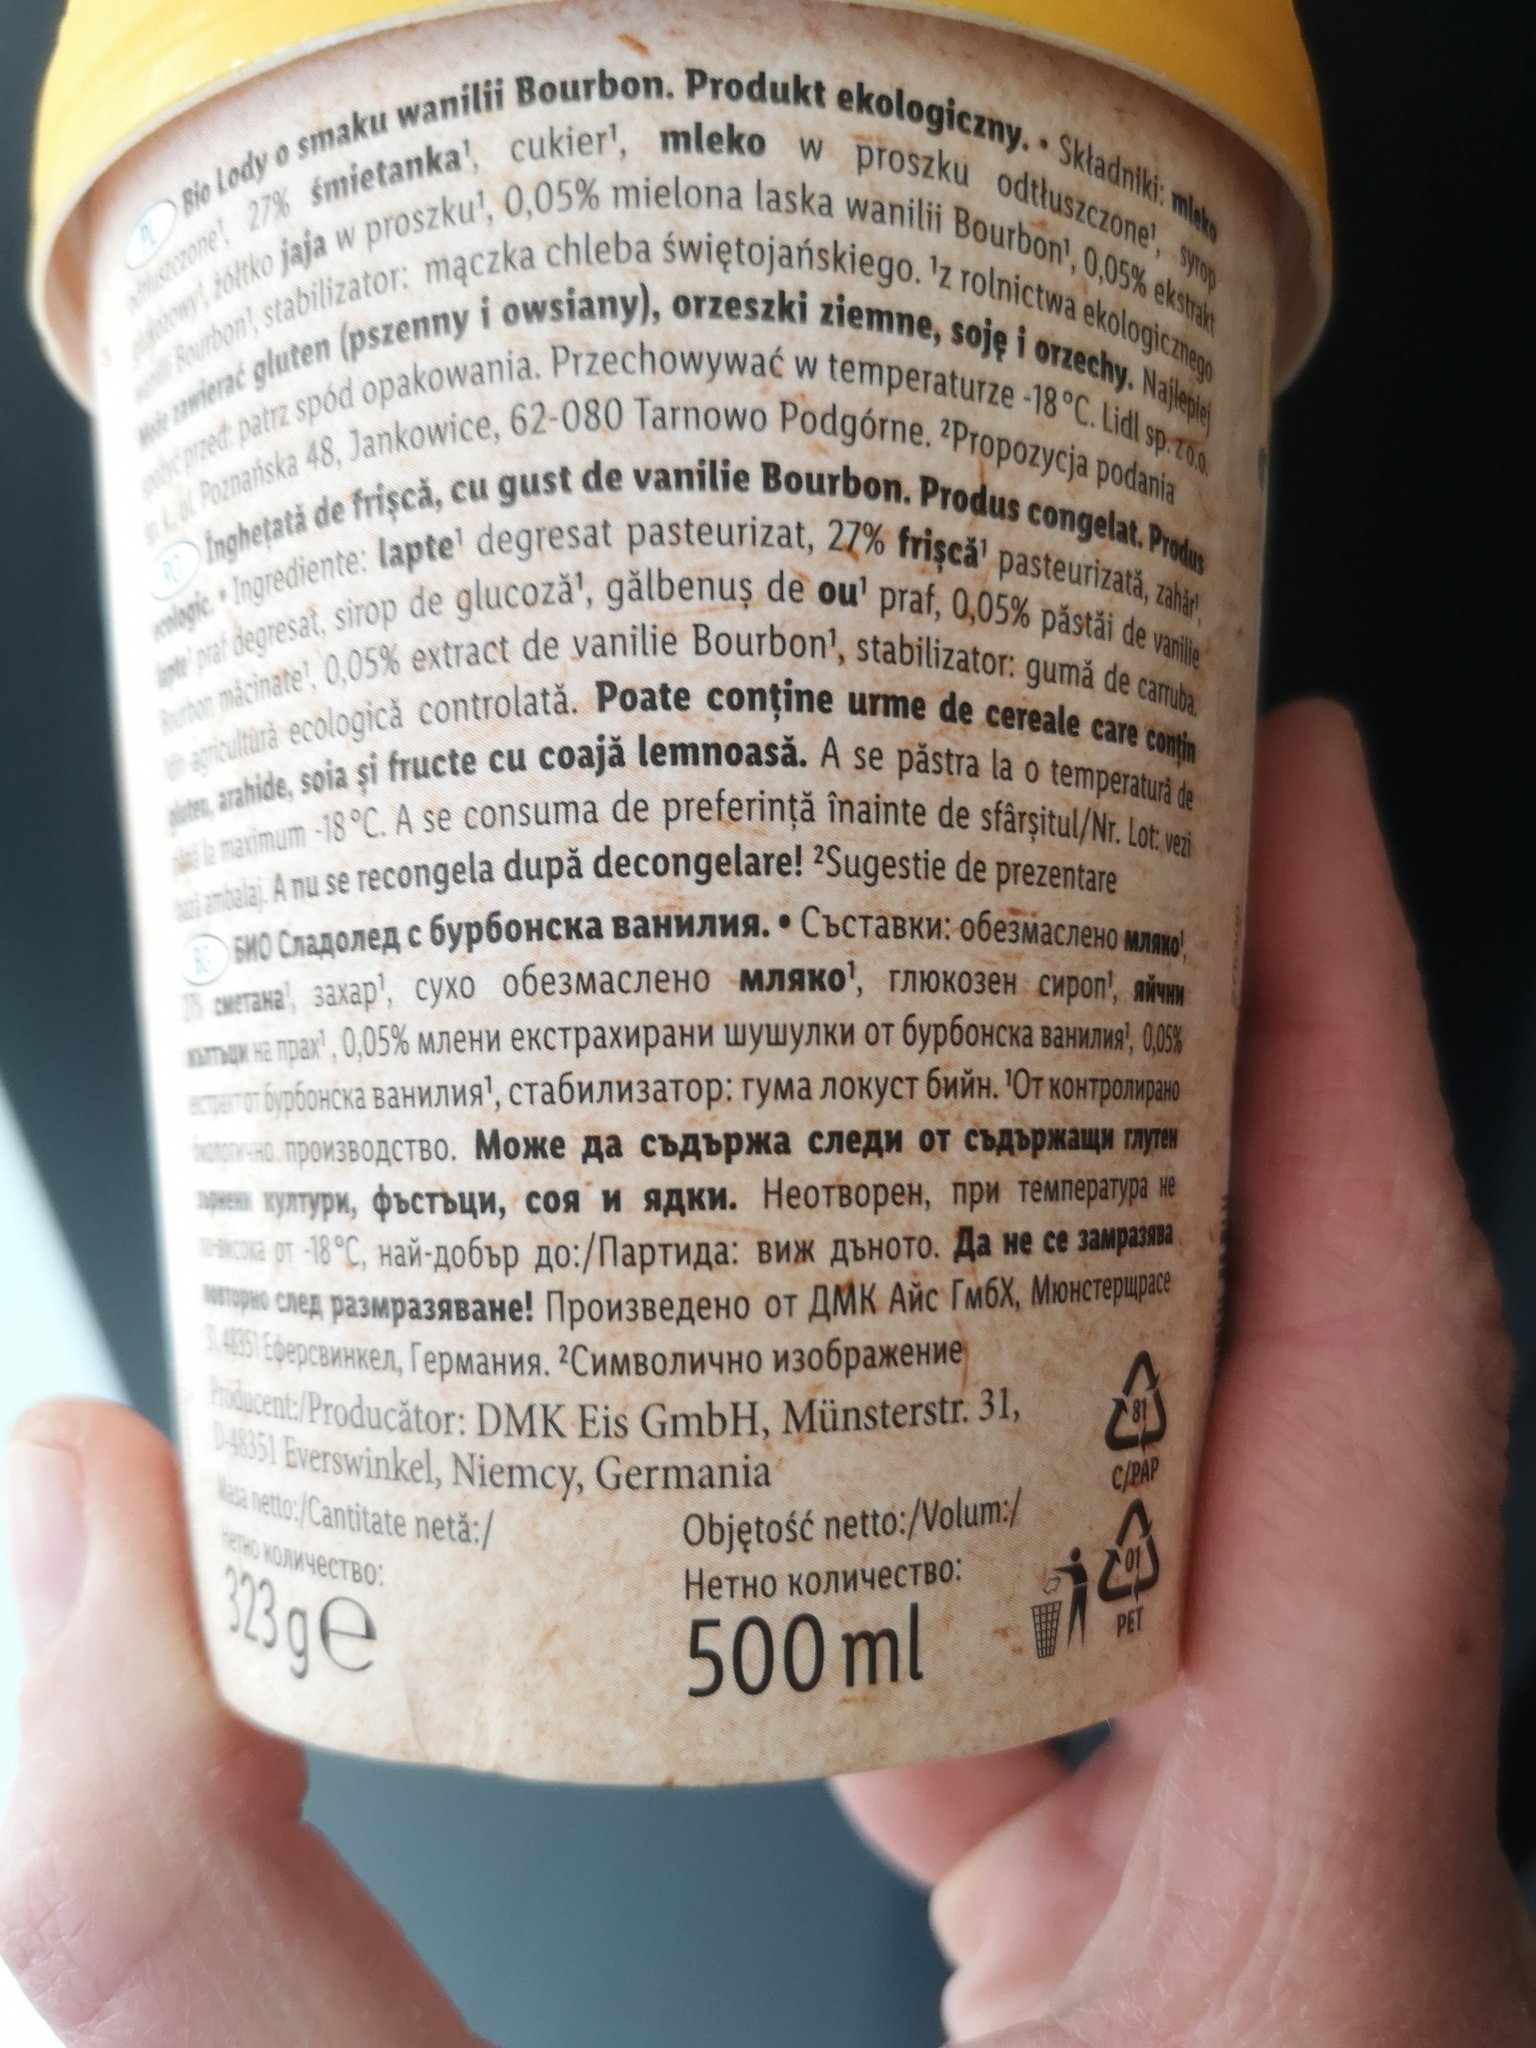 PL Bio Lody o smaku wanilii Bourbon. Produkt ekologiczny. • Składniki: mleko
odtłuszczone¹, 27% śmietanka¹, cukier¹, mleko w proszku odtłuszczone¹, syrop
glukozowy¹, żółtko jaja w proszku¹, 0,05% mielona laska wanilii Bourbon¹, 0,05% ekstrakt
wanilii Bourbon¹, stabilizator: mączka chleba świętojańskiego. ¹z rolnictwa ekologicznego
Może zawierać gluten (pszenny i owsiany), orzeszki ziemne, soję i orzechy. Najlepiej
spożyć przed: patrz spód opakowania. Przechowywać w temperaturze -18 °C. Lidl sp. z o.o.
sp. k., ul. Poznańska 48, Jankowice, 62-080 Tarnowo Podgórne. ²Propozycja podania
RO Înghețată de frișcă, cu gust de vanilie Bourbon. Produs congelat. Produs
ecologic. • Ingrediente: lapte¹ degresat pasteurizat, 27% frișcă¹ pasteurizată, zahăr¹,
lapte¹ praf degresat, sirop de glucoză¹, gălbenuș de ou¹ praf, 0,05% păstăi de vanilie
Bourbon măcinate¹, 0,05% extract de vanilie Bourbon¹, stabilizator: gumă de carruba.
¹din agricultură ecologică controlată. Poate conține urme de cereale care conțin
gluten, arahide, soia și fructe cu coajă lemnoasă. A se păstra la o temperatură de
până la maximum -18 °C. A se consuma de preferință înainte de sfârșitul/Nr. Lot: vezi
bază ambalaj. A nu se recongela după decongelare! ²Sugestie de prezentare
BG БИО Сладолед с бурбонска ванилия. • Съставки: обезмаслено мляко¹,
27% сметана¹, захар¹, сухо обезмаслено мляко¹, глюкозен сироп¹, яйчни
жълтъци на прах¹, 0,05% млени екстрахирани шушулки от бурбонска ванилия¹, 0,05%
екстракт от бурбонска ванилия¹, стабилизатор: гума локуст бийн. ¹От контролирано
биологично производство. Може да съдържа следи от съдържащи глутен
зърнени култури, фъстъци, соя и ядки. Неотворен, при температура не
по-висока от -18 °C, най-добър до:/Партида: виж дъното. Да не се замразява
повторно след размразяване! Произведено от ДМК Айс ГмбХ, Мюнстерщрасе
31, 48351 Еферсвинкел, Германия. ²Символично изображение
Producent:/Producător: DMK Eis GmbH, Münsterstr. 31,
D-48351 Everswinkel, Niemcy, Germania
Masa netto:/Cantitate netă:/
нетно количество:
323 g e
Objętość netto:/Volum:/
Нетно количество:
500 ml
81
C/PAP
01
PET